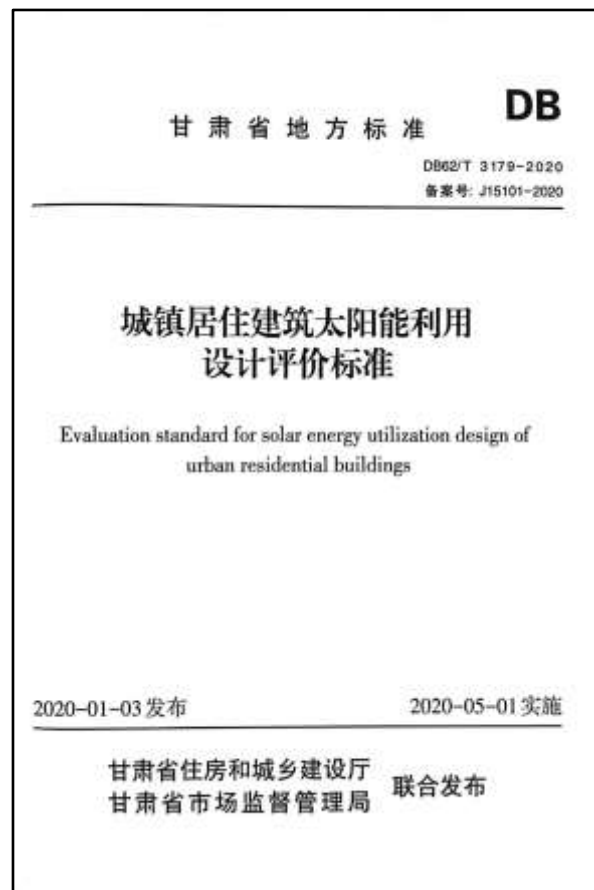 DB
甘肃省地方标准
DB62/T 3179-2020
备案号: J15101-2020
城镇居住建筑太阳能利用
设计评价标准
Evaluation standard for solar energy utilization design of
urban residential buildings
2020-01-03发布 2020-05-01实施
甘肃省住房和城乡建设厅
甘肃省市场监督管理局
联合发布